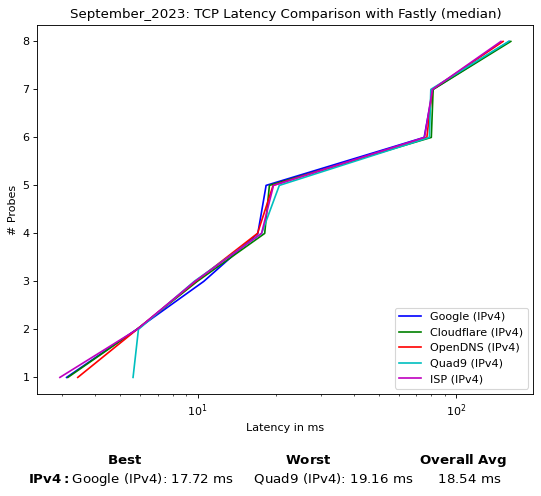 September_2023: TCP Latency Comparison with Fastly (median)
# Probes
8
7
6
5
4
3
2
1
Google (IPv4)
Cloudflare (IPv4)
OpenDNS (IPv4)
Quad9 (IPv4)
ISP (IPv4)
10¹ 10²
Latency in ms
Best Worst Overall Avg
IPv4: Google (IPv4): 17.72 ms Quad9 (IPv4): 19.16 ms 18.54 ms